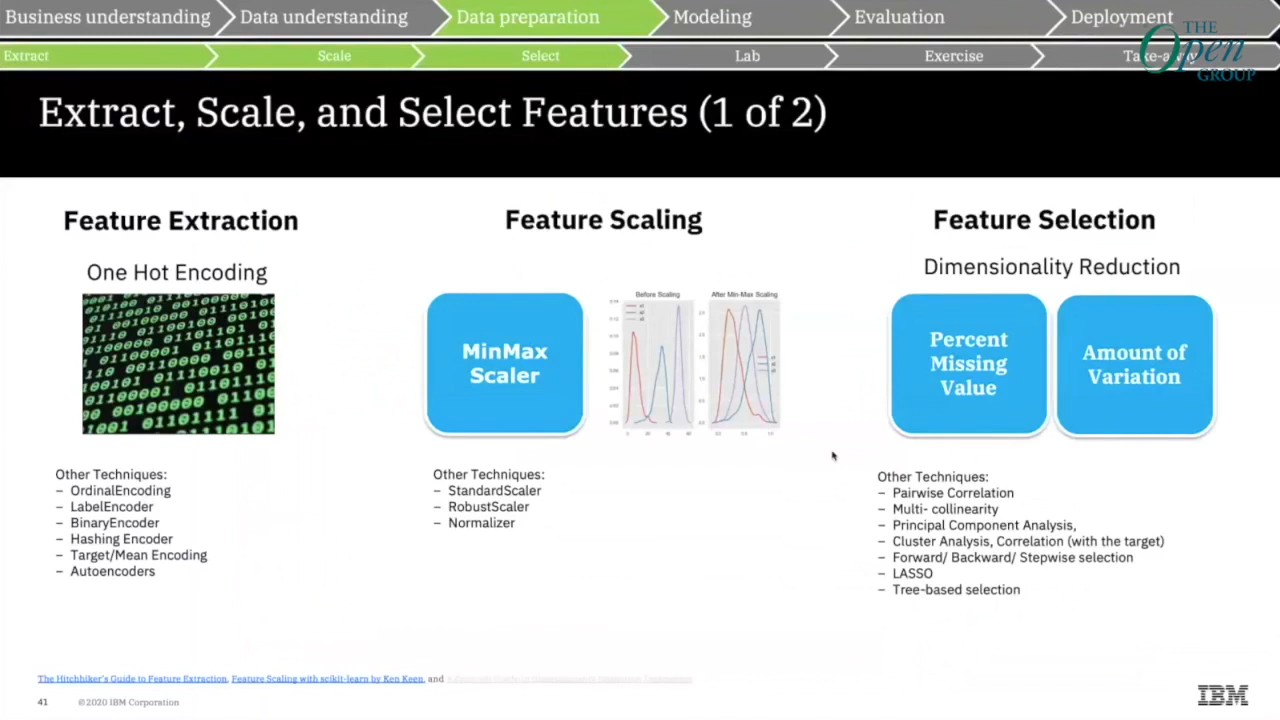 Business understanding
Data understanding
Data preparation
Modeling
Evaluation
Deployment
Extract
Scale
Select
Lab
Exercise
THE
Open
GROUP
Extract, Scale, and Select Features (1 of 2)
Feature Extraction
One Hot Encoding
Other Techniques:
– OrdinalEncoding
– LabelEncoder
– BinaryEncoder
– Hashing Encoder
– Target/Mean Encoding
– Autoencoders
Feature Scaling
MinMax
Scaler
Before Scaling
After Min-Max Scaling
Other Techniques:
– StandardScaler
– RobustScaler
– Normalizer
Feature Selection
Dimensionality Reduction
Percent
Missing
Value
Amount of
Variation
Other Techniques:
– Pairwise Correlation
– Multi- collinearity
– Principal Component Analysis,
– Cluster Analysis, Correlation (with the target)
– Forward/ Backward/ Stepwise selection
– LASSO
– Tree-based selection
The Hitchhiker's Guide to Feature Extraction, Feature Scaling with scikit-learn by Ken Keen, and
41 ©2020 IBM Corporation
IBM